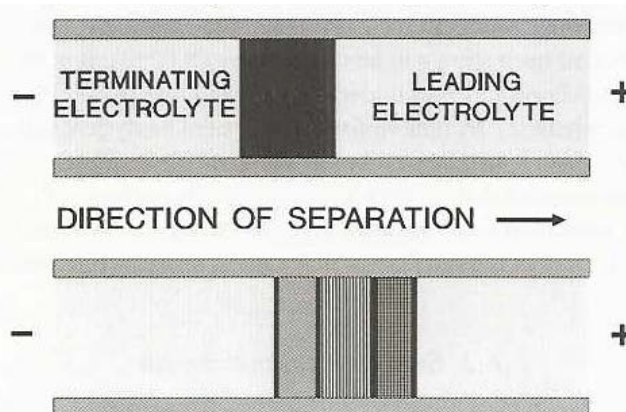 TERMINATING
ELECTROLYTE
LEADING
ELECTROLYTE
-
+
DIRECTION OF SEPARATION
-
+